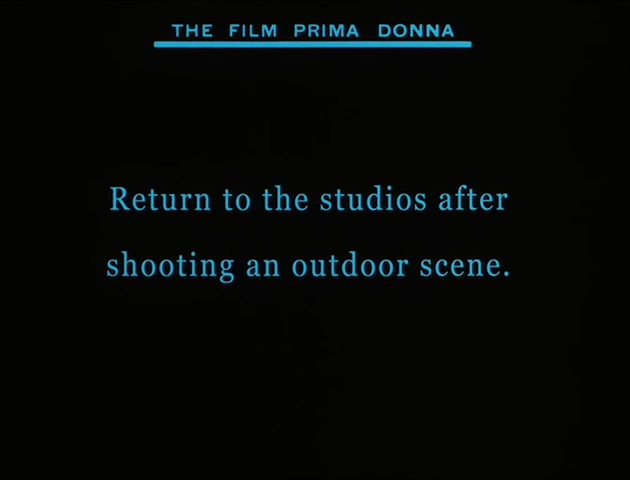 THE FILM PRIMA DONNA
Return to the studios after
shooting an outdoor scene.